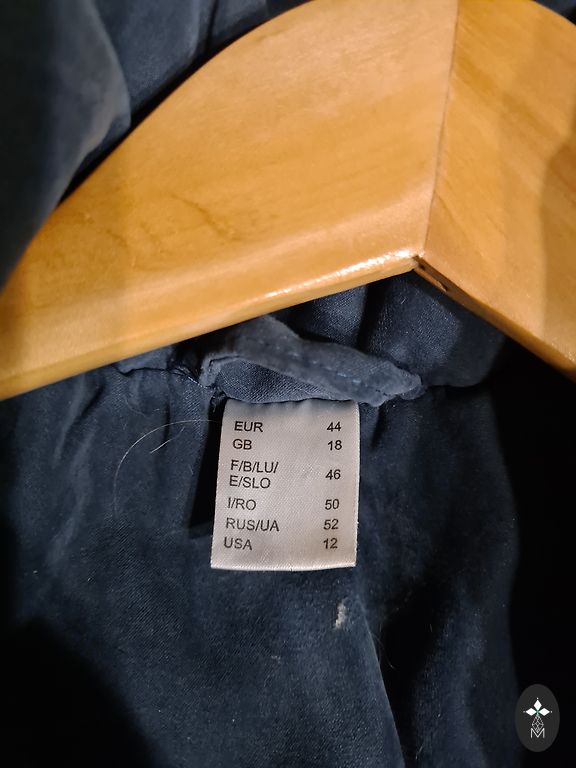 EUR 44
GB 18
F/B/LU/
E/SLO 46
I/RO 50
RUS/UA 52
USA 12
M